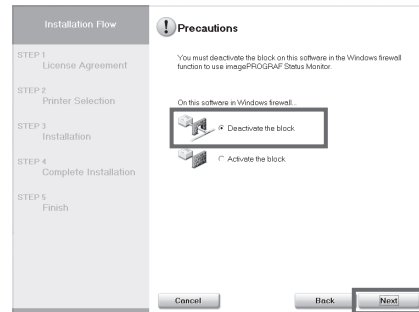 Installation Flow
STEP 1
License Agreement
STEP 2
Printer Selection
STEP 3
Installation
STEP 4
Complete Installation
STEP 5
Finish
Precautions
You must deactivate the block on this software in the Windows firewall
function to use imagePROGRAF Status Monitor.
On this software in Windows firewall...
Deactivate the block
Activate the block
Cancel
Back
Next